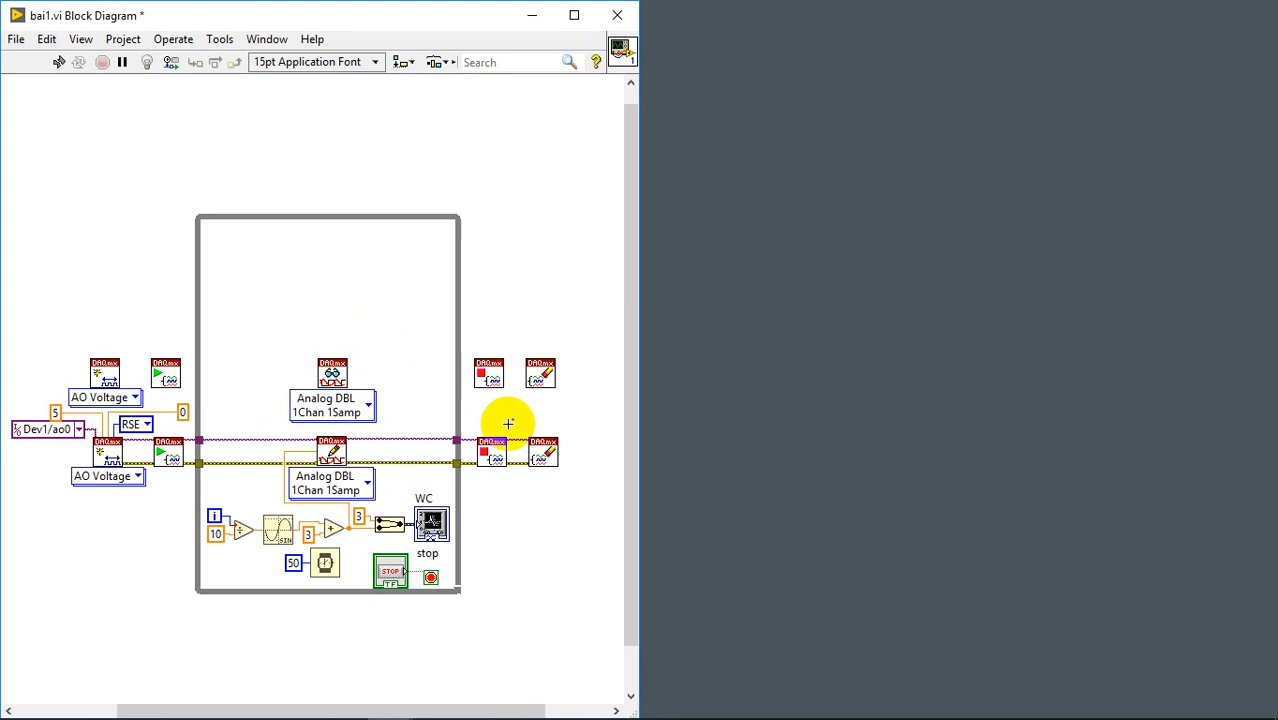 bai1.vi Block Diagram *
File Edit View Project Operate Tools Window Help
15pt Application Font
Search
?
1
DAQmx DAQmx DAQmx DAQmx DAQmx
AO Voltage
Analog DBL
1Chan 1Samp
5
0
RSE
Dev1/ao0
DAQmx DAQmx DAQmx DAQmx DAQmx
AO Voltage
Analog DBL
1Chan 1Samp
WC
i
10
SIN
3
3
stop
50
STOP
TF